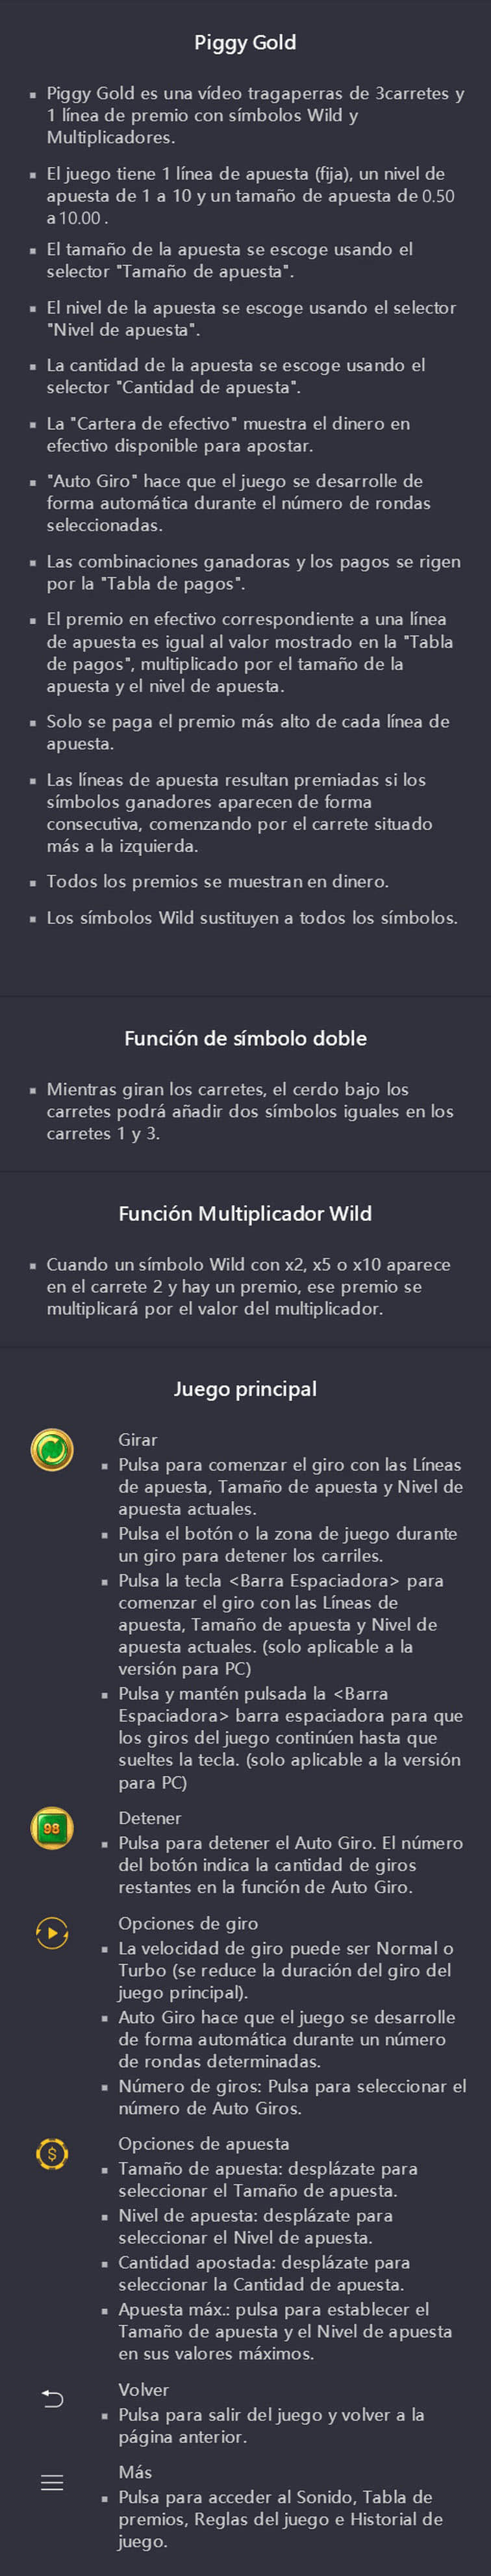 Piggy Gold
▪ Piggy Gold es una vídeo tragaperras de 3carretes y
1 línea de premio con símbolos Wild y
Multiplicadores.
▪ El juego tiene 1 línea de apuesta (fija), un nivel de
apuesta de 1 a 10 y un tamaño de apuesta de 0.50
a 10.00 .
▪ El tamaño de la apuesta se escoge usando el
selector "Tamaño de apuesta".
▪ El nivel de la apuesta se escoge usando el selector
"Nivel de apuesta".
▪ La cantidad de la apuesta se escoge usando el
selector "Cantidad de apuesta".
▪ La "Cartera de efectivo" muestra el dinero en
efectivo disponible para apostar.
▪ "Auto Giro" hace que el juego se desarrolle de
forma automática durante el número de rondas
seleccionadas.
▪ Las combinaciones ganadoras y los pagos se rigen
por la "Tabla de pagos".
▪ El premio en efectivo correspondiente a una línea
de apuesta es igual al valor mostrado en la "Tabla
de pagos", multiplicado por el tamaño de la
apuesta y el nivel de apuesta.
▪ Solo se paga el premio más alto de cada línea de
apuesta.
▪ Las líneas de apuesta resultan premiadas si los
símbolos ganadores aparecen de forma
consecutiva, comenzando por el carrete situado
más a la izquierda.
▪ Todos los premios se muestran en dinero.
▪ Los símbolos Wild sustituyen a todos los símbolos.
Función de símbolo doble
▪ Mientras giran los carretes, el cerdo bajo los
carretes podrá añadir dos símbolos iguales en los
carretes 1 y 3.
Función Multiplicador Wild
▪ Cuando un símbolo Wild con x2, x5 o x10 aparece
en el carrete 2 y hay un premio, ese premio se
multiplicará por el valor del multiplicador.
Juego principal
Girar
▪ Pulsa para comenzar el giro con las Líneas
de apuesta, Tamaño de apuesta y Nivel de
apuesta actuales.
▪ Pulsa el botón o la zona de juego durante
un giro para detener los carriles.
▪ Pulsa la tecla <Barra Espaciadora> para
comenzar el giro con las Líneas de
apuesta, Tamaño de apuesta y Nivel de
apuesta actuales. (solo aplicable a la
versión para PC)
▪ Pulsa y mantén pulsada la <Barra
Espaciadora> barra espaciadora para que
los giros del juego continúen hasta que
sueltes la tecla. (solo aplicable a la versión
para PC)
98
Detener
▪ Pulsa para detener el Auto Giro. El número
del botón indica la cantidad de giros
restantes en la función de Auto Giro.
Opciones de giro
▪ La velocidad de giro puede ser Normal o
Turbo (se reduce la duración del giro del
juego principal).
▪ Auto Giro hace que el juego se desarrolle
de forma automática durante un número
de rondas determinadas.
▪ Número de giros: Pulsa para seleccionar el
número de Auto Giros.
$
Opciones de apuesta
▪ Tamaño de apuesta: desplázate para
seleccionar el Tamaño de apuesta.
▪ Nivel de apuesta: desplázate para
seleccionar el Nivel de apuesta.
▪ Cantidad apostada: desplázate para
seleccionar la Cantidad de apuesta.
▪ Apuesta máx.: pulsa para establecer el
Tamaño de apuesta y el Nivel de apuesta
en sus valores máximos.
Volver
▪ Pulsa para salir del juego y volver a la
página anterior.
Más
▪ Pulsa para acceder al Sonido, Tabla de
premios, Reglas del juego e Historial de
juego.